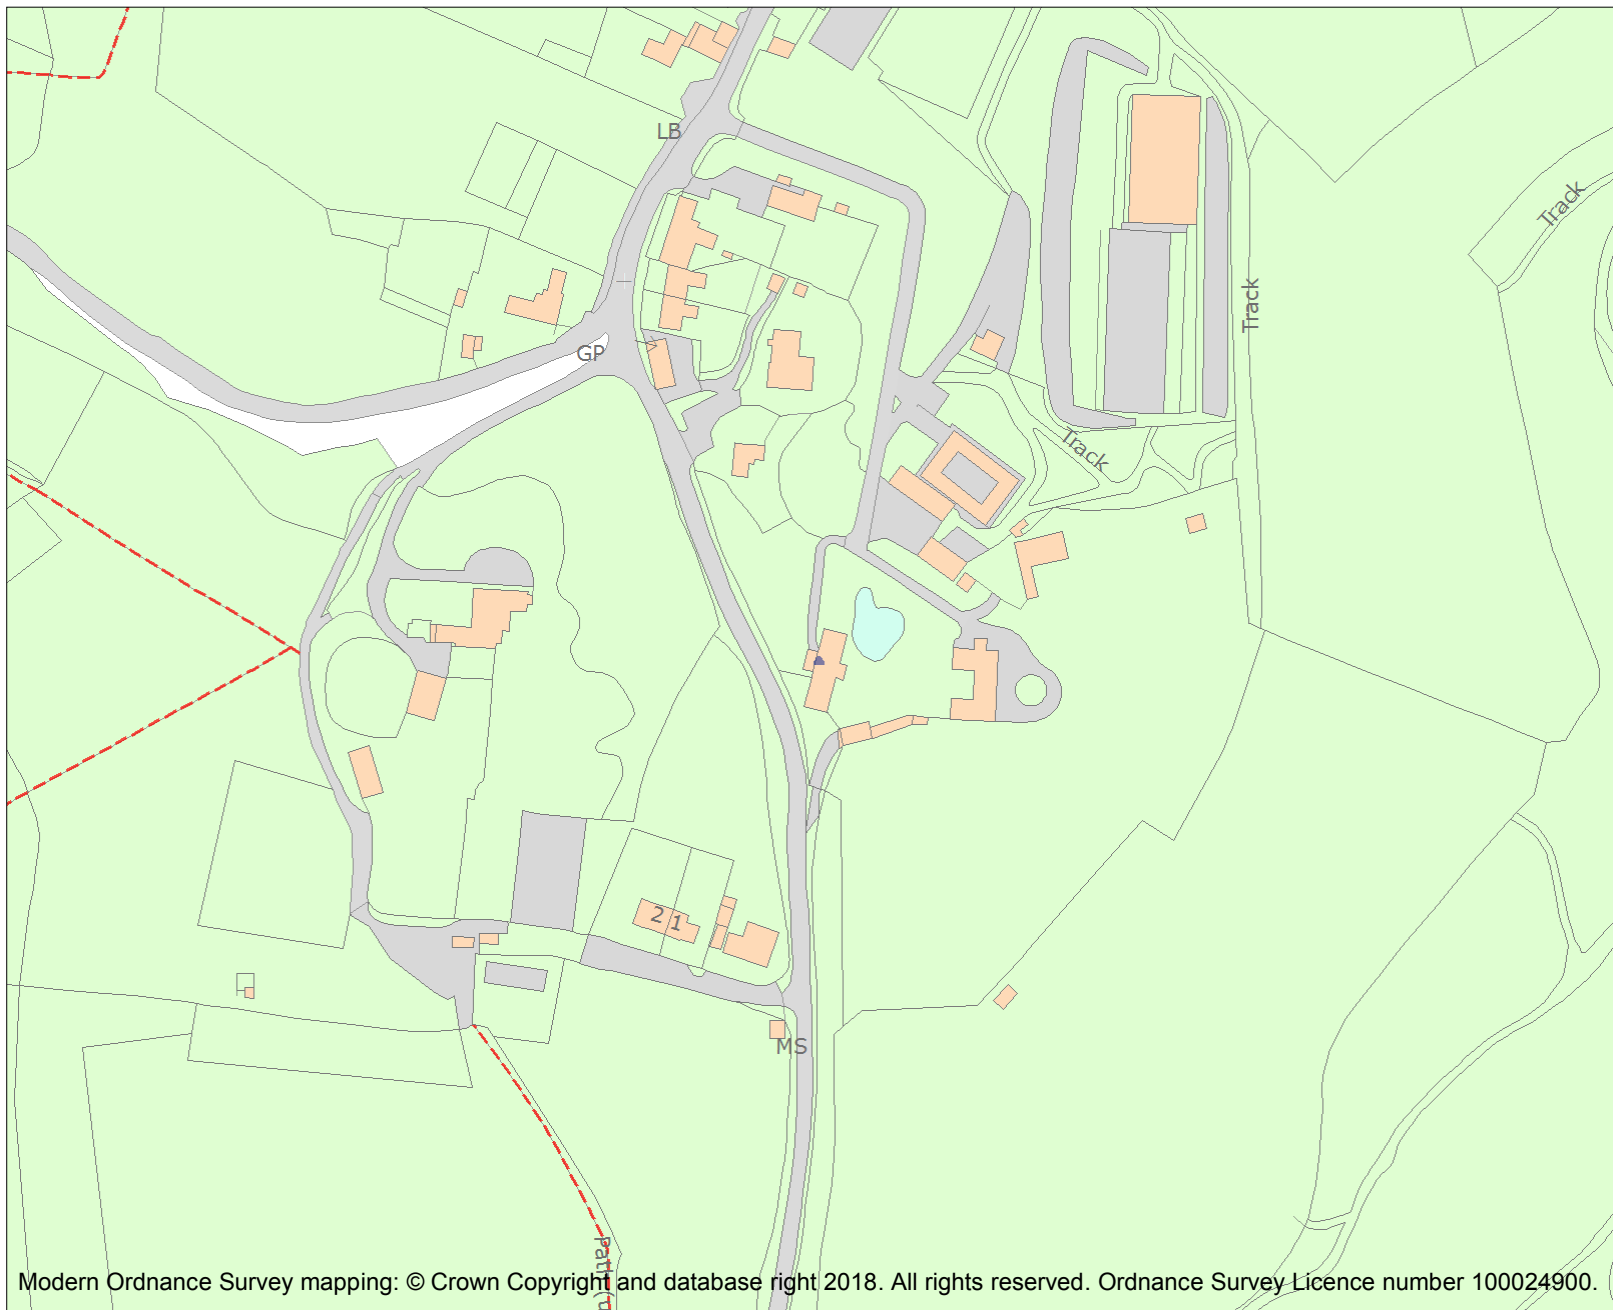 LB
Track
Track
GP
Track
2
1
MS
Path (u
Modern Ordnance Survey mapping: © Crown Copyright and database right 2018. All rights reserved. Ordnance Survey Licence number 100024900.